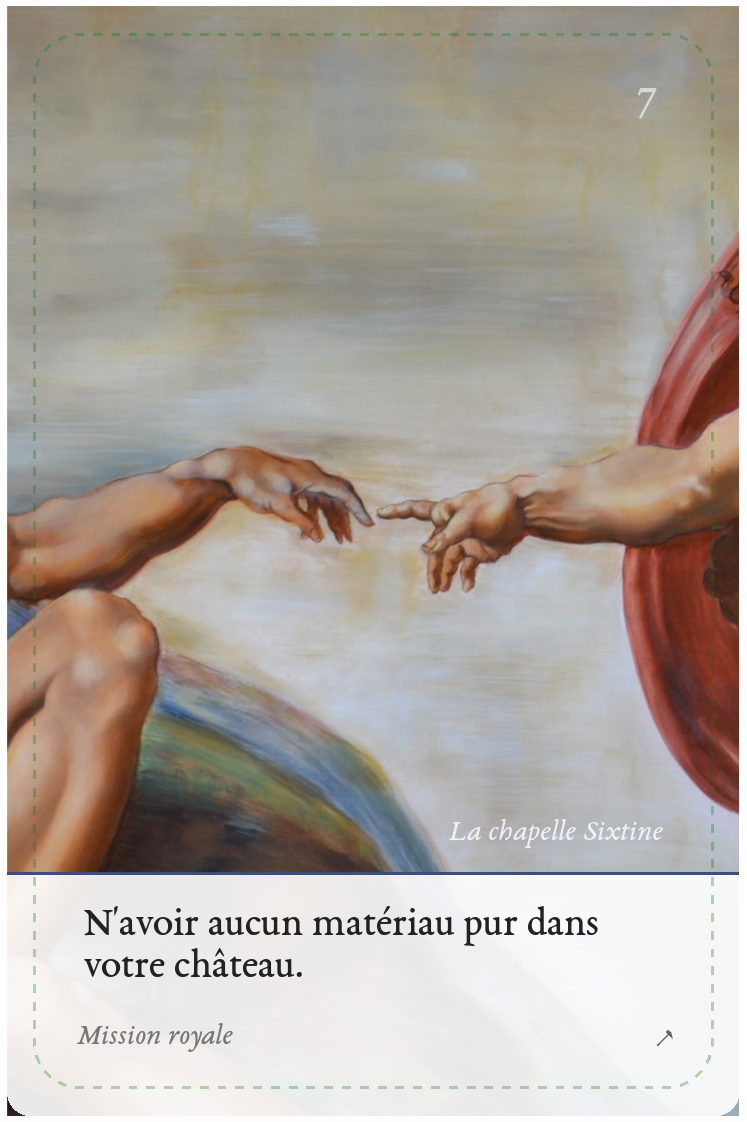 7
La chapelle Sixtine
N'avoir aucun matériau pur dans
votre château.
Mission royale